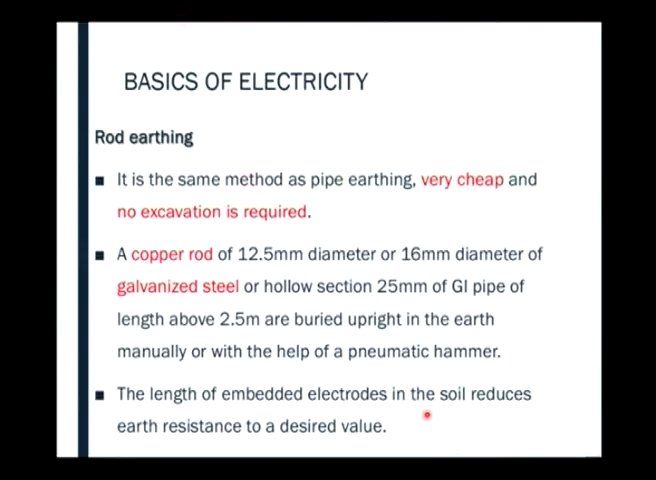 BASICS OF ELECTRICITY
Rod earthing
■ It is the same method as pipe earthing, very cheap and
no excavation is required.
■ A copper rod of 12.5mm diameter or 16mm diameter of
galvanized steel or hollow section 25mm of GI pipe of
length above 2.5m are buried upright in the earth
manually or with the help of a pneumatic hammer.
■ The length of embedded electrodes in the soil reduces
earth resistance to a desired value.